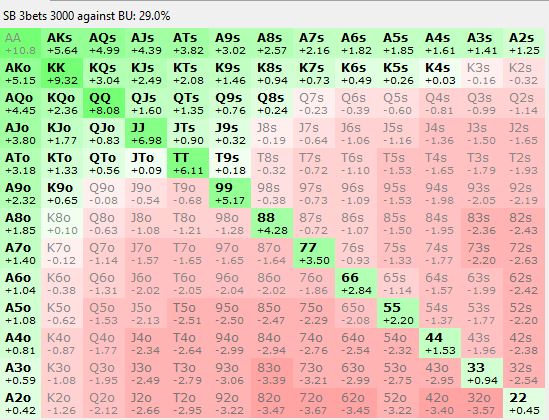 SB 3bets 3000 against BU: 29.0%
AA AKs AQs AJs ATs A9s A8s A7s A6s A5s A4s A3s A2s
+10.8 +5.64 +4.99 +4.39 +3.82 +3.02 +2.57 +2.16 +1.82 +1.85 +1.61 +1.41 +1.25
AKo KK KQs KJs KTs K9s K8s K7s K6s K5s K4s K3s K2s
+5.15 +9.32 +3.04 +2.49 +2.08 +1.46 +0.94 +0.73 +0.49 +0.26 +0.03 -0.16 -0.32
AQo KQo QQ QJs QTs Q9s Q8s Q7s Q6s Q5s Q4s Q3s Q2s
+4.45 +2.36 +8.08 +1.60 +1.35 +0.76 +0.24 -0.23 -0.39 -0.60 -0.81 -0.99 -1.14
AJo KJo QJo JJ JTs J9s J8s J7s J6s J5s J4s J3s J2s
+3.80 +1.77 +0.83 +6.98 +0.90 +0.32 -0.19 -0.64 -1.06 -1.16 -1.36 -1.50 -1.65
ATo KTo QTo JTo TT T9s T8s T7s T6s T5s T4s T3s T2s
+3.18 +1.33 +0.56 +0.09 +6.11 +0.18 -0.32 -0.72 -1.10 -1.53 -1.65 -1.79 -1.93
A9o K9o Q9o J9o T9o 99 98s 97s 96s 95s 94s 93s 92s
+2.32 +0.65 -0.08 -0.54 -0.68 +5.17 -0.38 -0.73 -1.09 -1.53 -1.98 -2.05 -2.19
A8o K8o Q8o J8o T8o 98o 88 87s 86s 85s 84s 83s 82s
+1.85 +0.10 -0.63 -1.08 -1.21 -1.28 +4.28 -0.72 -1.07 -1.50 -1.95 -2.36 -2.43
A7o K7o Q7o J7o T7o 97o 87o 77 76s 75s 74s 73s 72s
+1.40 -0.12 -1.14 -1.57 -1.65 -1.65 -1.64 +3.50 -0.93 -1.33 -1.77 -2.20 -2.63
A6o K6o Q6o J6o T6o 96o 86o 76o 66 65s 64s 63s 62s
+1.04 -0.38 -1.31 -2.02 -2.05 -2.04 -2.02 -1.86 +2.84 -1.14 -1.57 -1.99 -2.42
A5o K5o Q5o J5o T5o 95o 85o 75o 65o 55 54s 53s 52s
+1.08 -0.62 -1.53 -2.13 -2.51 -2.50 -2.47 -2.29 -2.08 +2.20 -1.37 -1.77 -2.20
A4o K4o Q4o J4o T4o 94o 84o 74o 64o 54o 44 43s 42s
+0.81 -0.87 -1.77 -2.34 -2.64 -2.99 -2.94 -2.76 -2.54 -2.32 +1.53 -1.96 -2.38
A3o K3o Q3o J3o T3o 93o 83o 73o 63o 53o 43o 33 32s
+0.59 -1.08 -1.95 -2.49 -2.79 -3.06 -3.39 -3.21 -2.99 -2.75 -2.95 +0.94 -2.54
A2o K2o Q2o J2o T2o 92o 82o 72o 62o 52o 42o 32o 22
+0.42 -1.26 -2.12 -2.66 -2.95 -3.22 -3.47 -3.67 -3.45 -3.22 -3.40 -3.57 +0.45